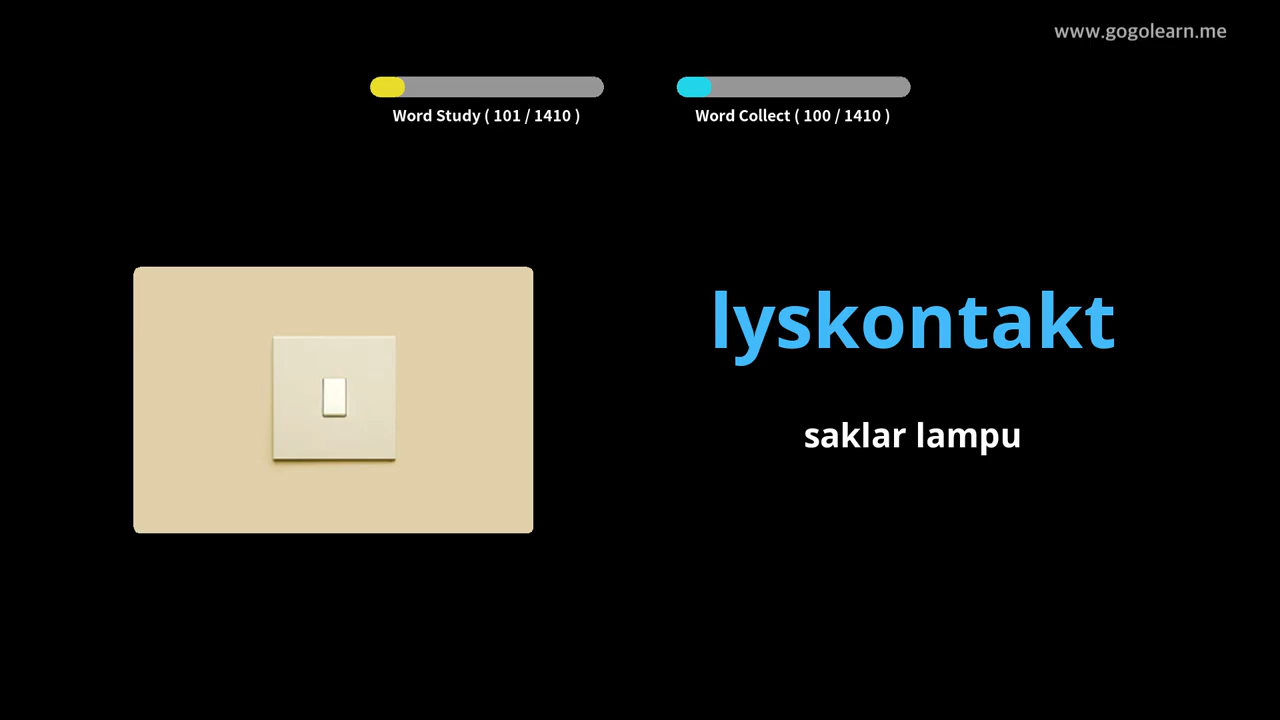 www.gogolearn.me
Word Study ( 101 / 1410 )
Word Collect ( 100 / 1410 )
lyskontakt
saklar lampu